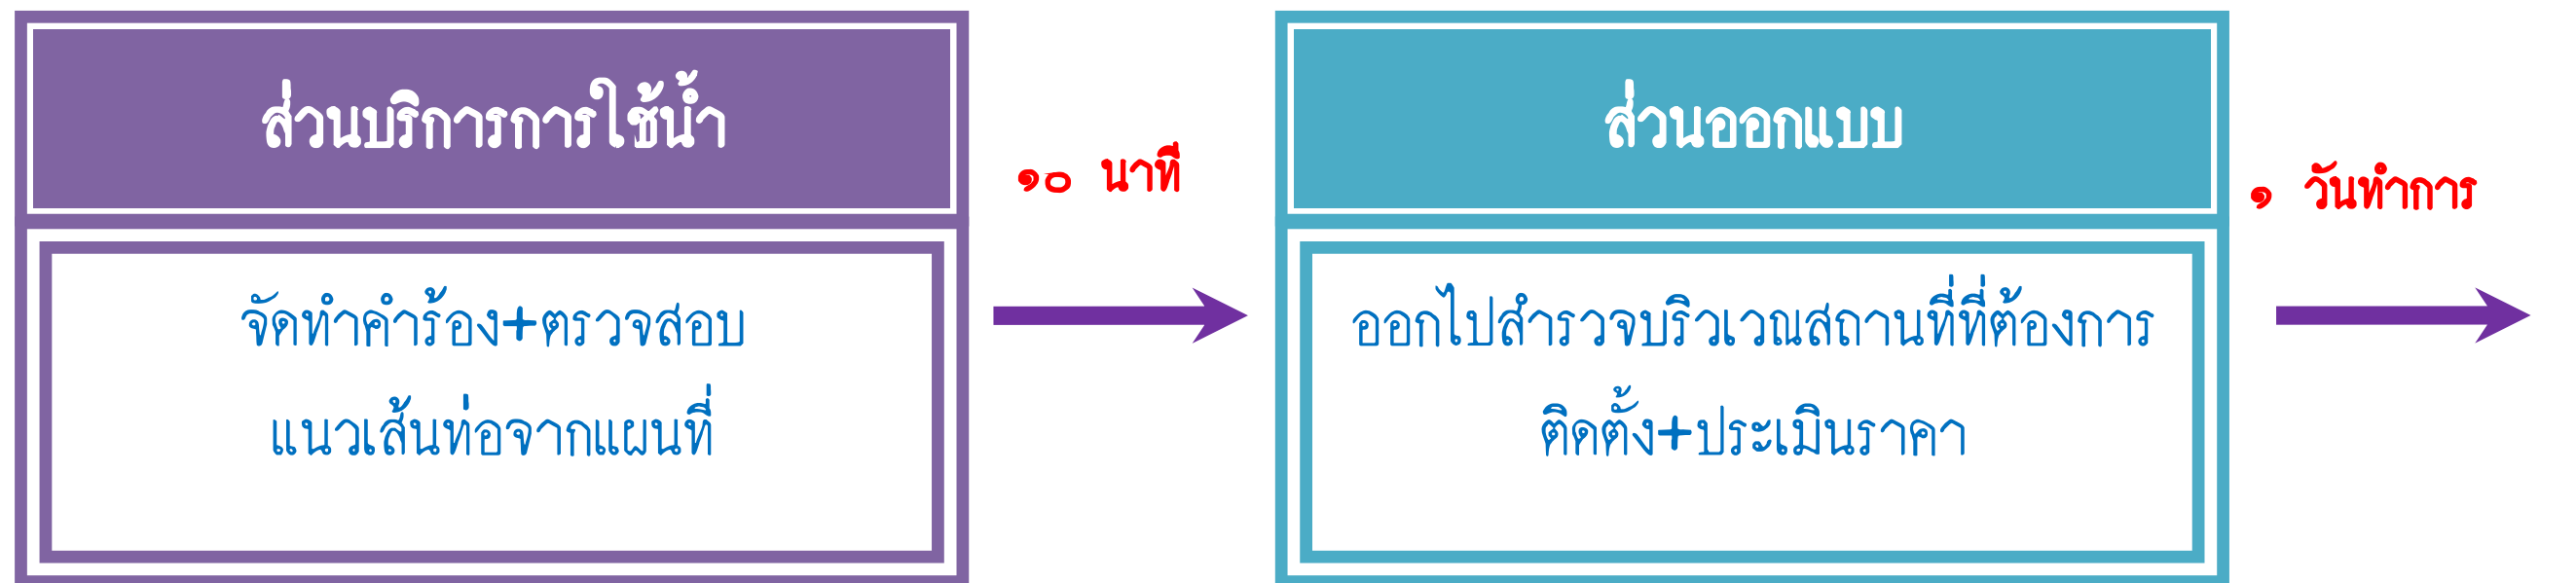 ส่วนบริการการใช้น้ำ
จัดทำคำร้อง+ตรวจสอบ
แนวเส้นท่อจากแผนที่
๑๐ นาที
ส่วนออกแบบ
ออกไปสำรวจบริวเวณสถานที่ที่ต้องการ
ติดตั้ง+ประเมินราคา
๑ วันทำการ